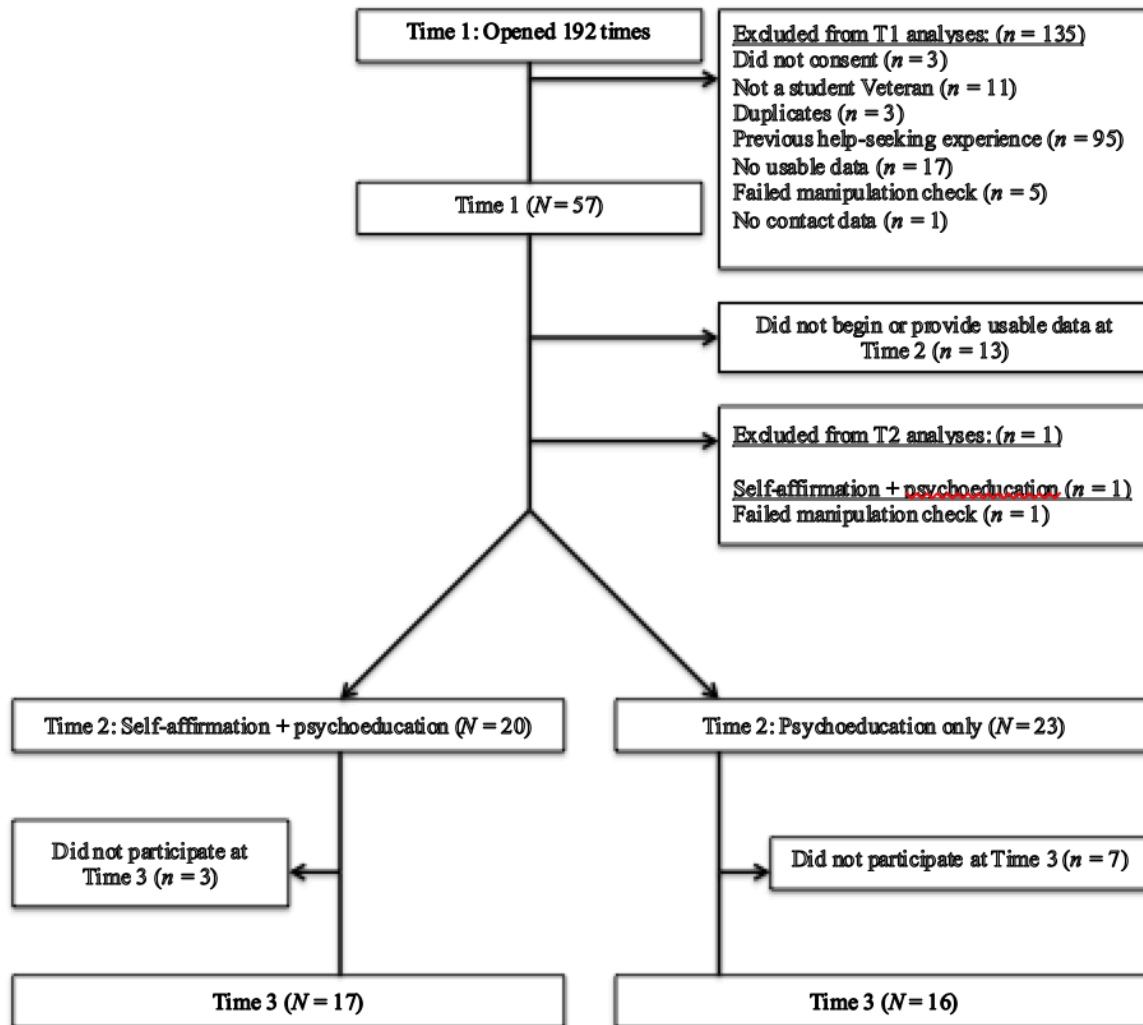 Time 1: Opened 192 times
Excluded from T1 analyses: (n = 135)
Did not consent (n = 3)
Not a student Veteran (n = 11)
Duplicates (n = 3)
Previous help-seeking experience (n = 95)
No usable data (n = 17)
Failed manipulation check (n = 5)
No contact data (n = 1)
Time 1 (N = 57)
Did not begin or provide usable data at
Time 2 (n = 13)
Excluded from T2 analyses: (n = 1)
Self-affirmation + psychoeducation (n = 1)
Failed manipulation check (n = 1)
Time 2: Self-affirmation + psychoeducation (N = 20)
Time 2: Psychoeducation only (N = 23)
Did not participate at
Time 3 (n = 3)
Did not participate at Time 3 (n = 7)
Time 3 (N = 17)
Time 3 (N = 16)